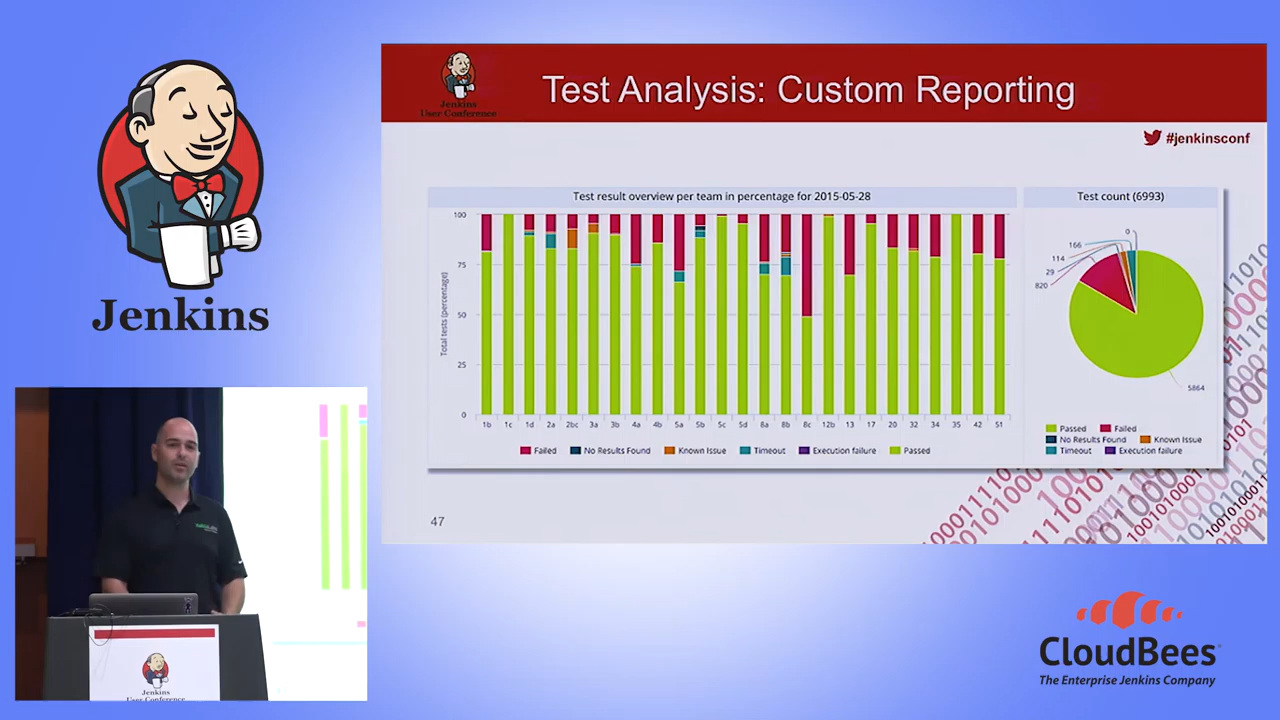 Jenkins
Jenkins
User Conference
Test Analysis: Custom Reporting
#jenkinsconf
Test result overview per team in percentage for 2015-05-28
Total tests (percentage)
100
75
50
25
0
1b 1c 1d 2a 2bc 3a 3b 4a 4b 5a 5b 5c 5d 8a 8b 8c 12b 13 17 20 32 34 35 42 51
Failed No Results Found Known Issue Timeout Execution failure Passed
Test count (6993)
0
166
114
29
820
5864
Passed Failed
No Results Found Known Issue
Timeout Execution failure
47
Jenkins
User Conference
CloudBees
The Enterprise Jenkins Company